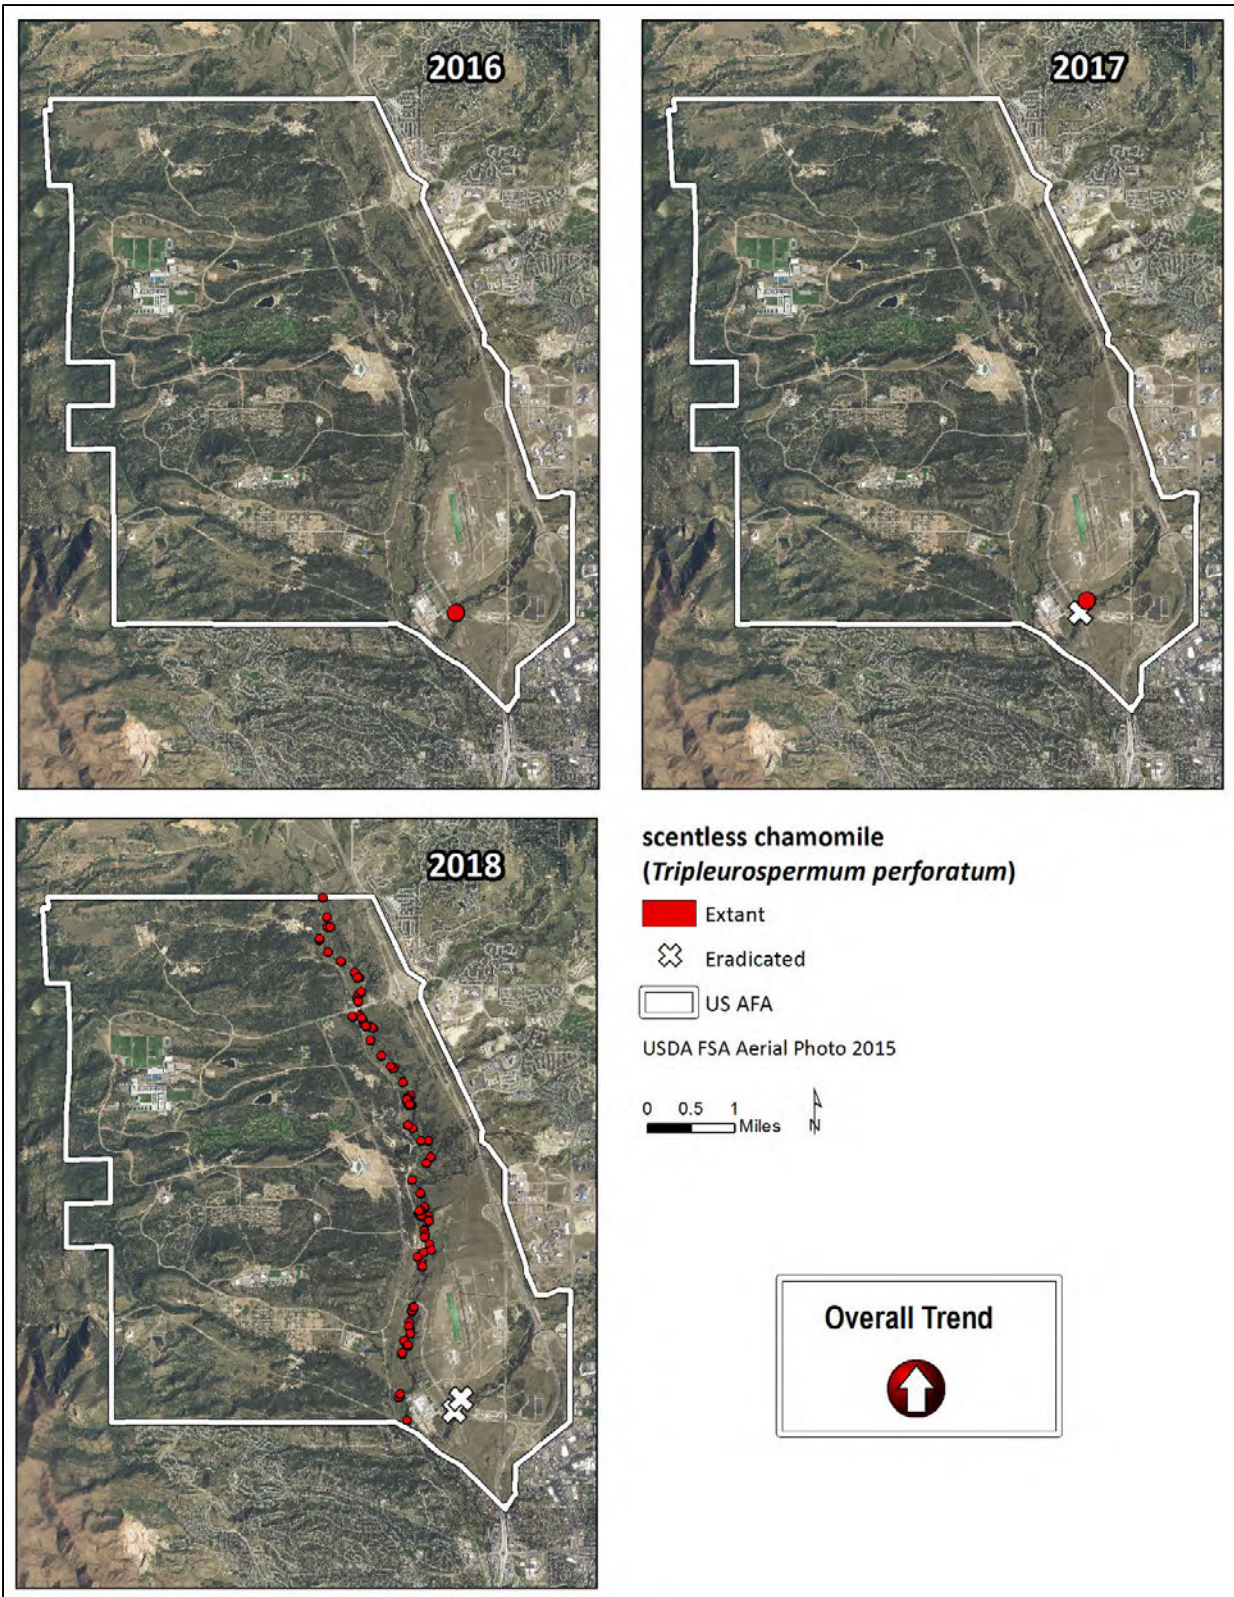 2016
2017
2018
scentless chamomile
(Tripleurospermum perforatum)
Extant
Eradicated
US AFA
USDA FSA Aerial Photo 2015
0 0.5 1
Miles
N
Overall Trend